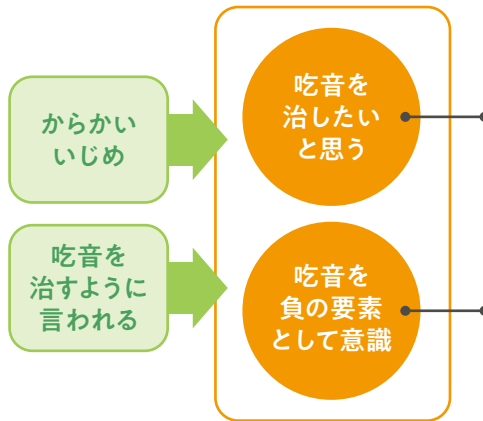 からかい
いじめ
吃音を
治すように
言われる
吃音を
治したい
と思う
吃音を
負の要素
として意識